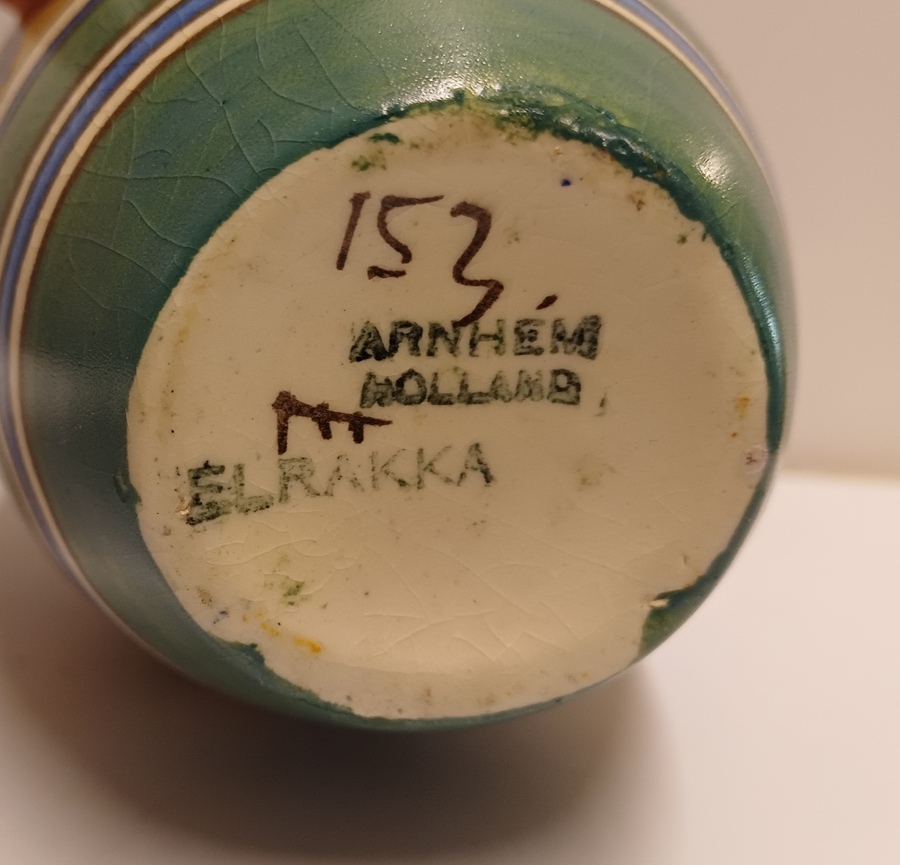 153
ARNHEM
HOLLAND
ELRAKKA